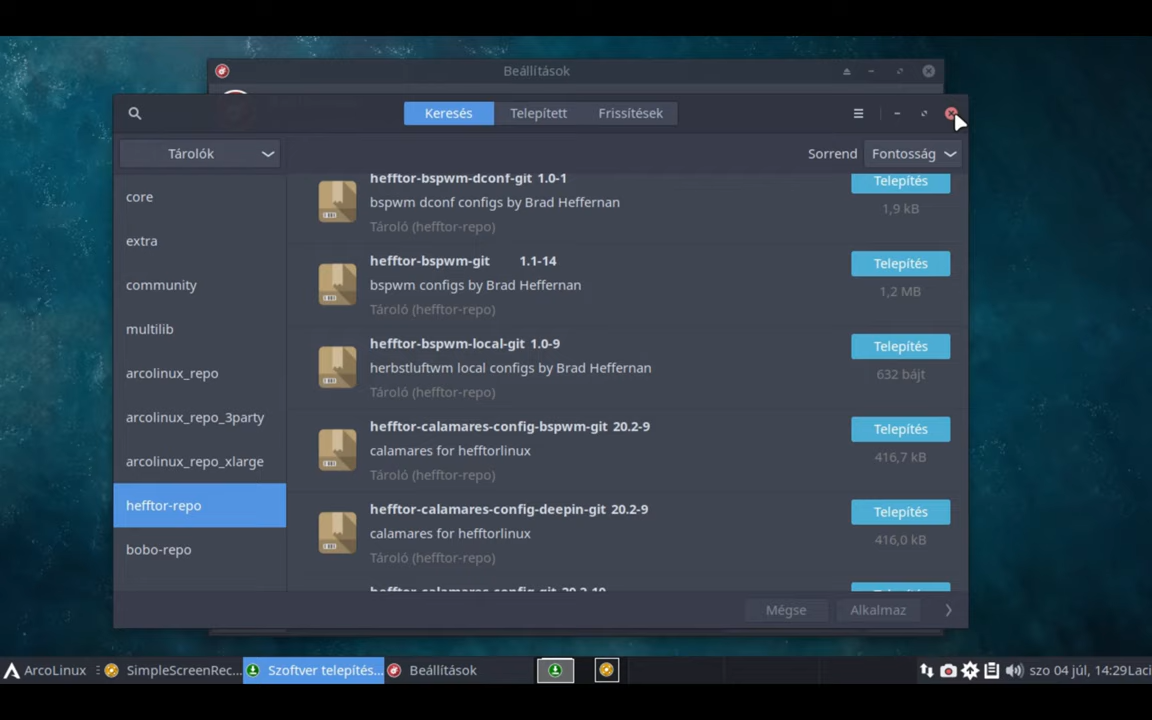 Beállítások
Keresés
Telepített
Frissítések
Tárolók
Sorrend
Fontosság
core
extra
community
multilib
arcolinux_repo
arcolinux_repo_3party
arcolinux_repo_xlarge
hefftor-repo
bobo-repo
hefftor-bspwm-dconf-git 1.0-1
bspwm dconf configs by Brad Heffernan
Tároló (hefftor-repo)
Telepítés
1,9 kB
hefftor-bspwm-git 1.1-14
bspwm configs by Brad Heffernan
Tároló (hefftor-repo)
Telepítés
1,2 MB
hefftor-bspwm-local-git 1.0-9
herbstluftwm local configs by Brad Heffernan
Tároló (hefftor-repo)
Telepítés
632 bájt
hefftor-calamares-config-bspwm-git 20.2-9
calamares for hefftorlinux
Tároló (hefftor-repo)
Telepítés
416,7 kB
hefftor-calamares-config-deepin-git 20.2-9
calamares for hefftorlinux
Tároló (hefftor-repo)
Telepítés
416,0 kB
Mégse
Alkalmaz
ArcoLinux
SimpleScreenRec...
Szoftver telepítés...
Beállítások
szo 04 júl, 14:29
Laci